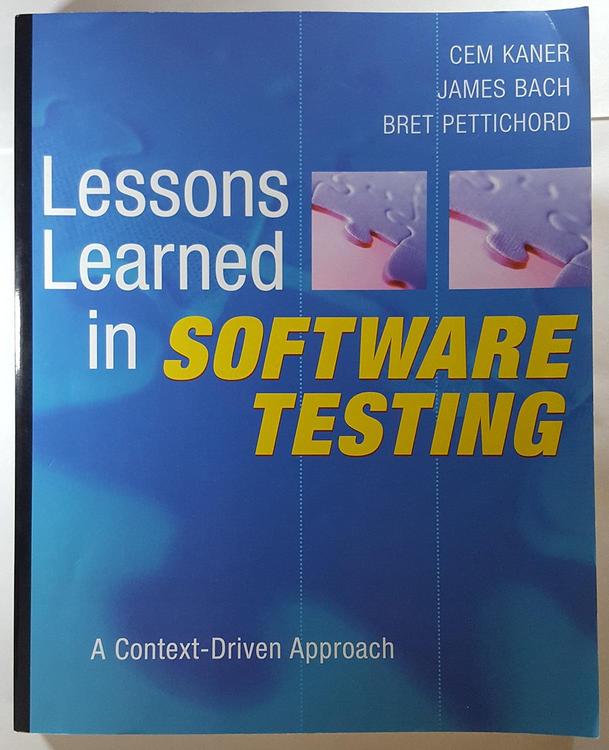 CEM KANER
JAMES BACH
BRET PETTICHORD
Lessons
Learned
in SOFTWARE
TESTING
A Context-Driven Approach